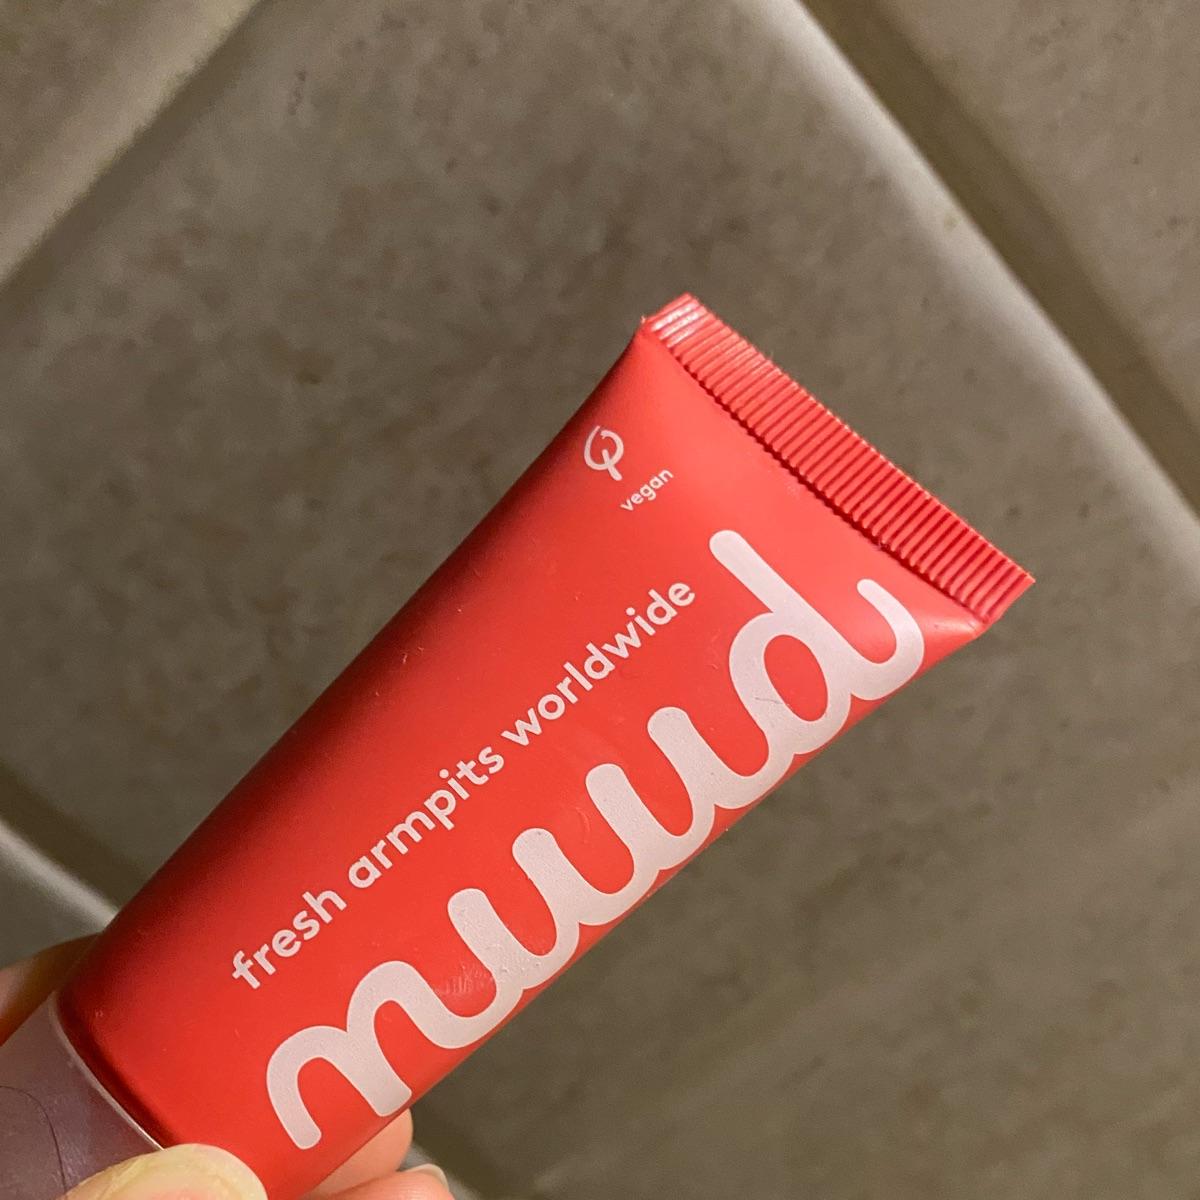 vegan
fresh armpits worldwide
nuud